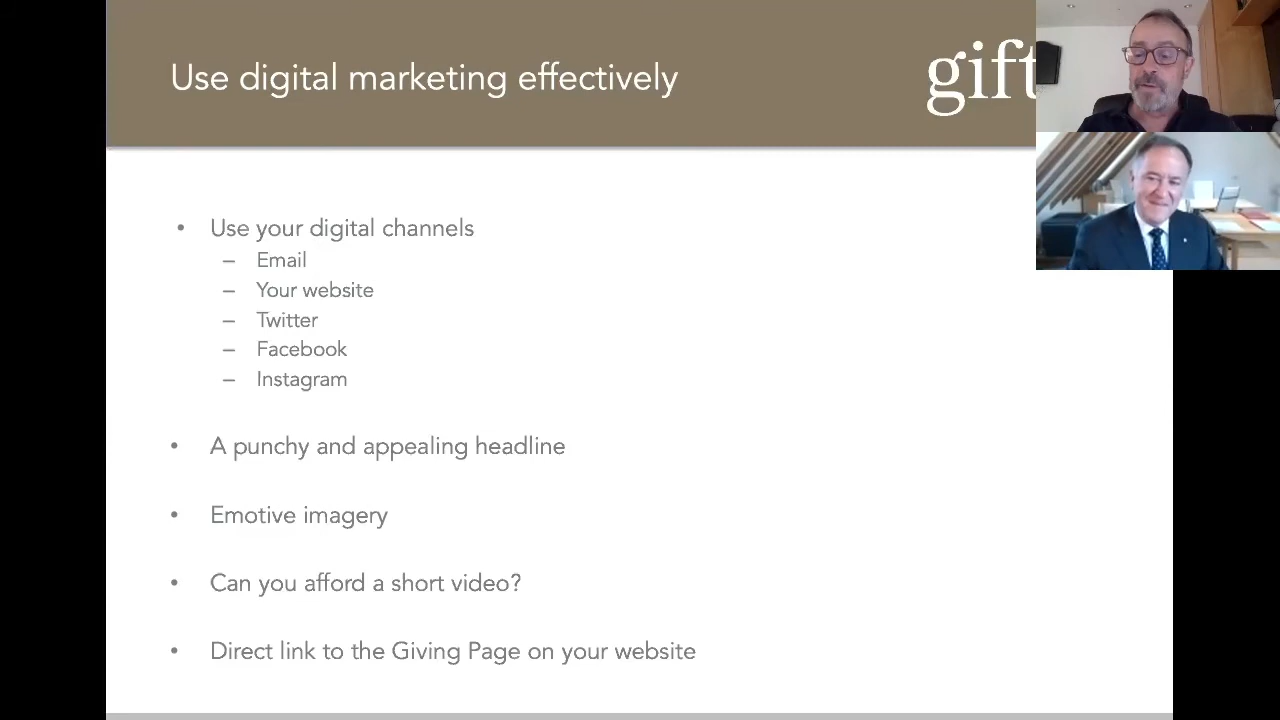 Use digital marketing effectively
gift
• Use your digital channels
– Email
– Your website
– Twitter
– Facebook
– Instagram
• A punchy and appealing headline
• Emotive imagery
• Can you afford a short video?
• Direct link to the Giving Page on your website